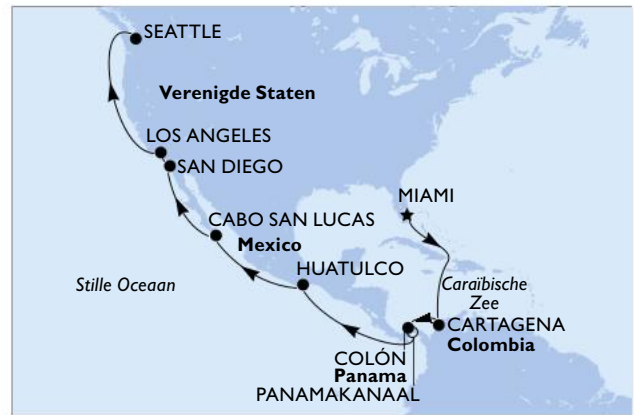 SEATTLE
Verenigde Staten
LOS ANGELES
SAN DIEGO
MIAMI
CABO SAN LUCAS
Mexico
HUATULCO
Stille Oceaan
Caraïbische
Zee
CARTAGENA
Colombia
COLÓN
Panama
PANAMAKANAAL